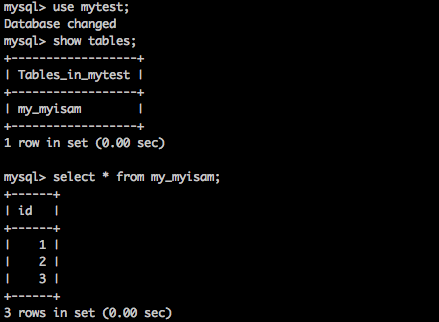 mysql> use mytest;
Database changed
mysql> show tables;
+------------------+
| Tables_in_mytest |
+------------------+
| my_myisam        |
+------------------+
1 row in set (0.00 sec)

mysql> select * from my_myisam;
+------+
| id   |
+------+
|    1 |
|    2 |
|    3 |
+------+
3 rows in set (0.00 sec)